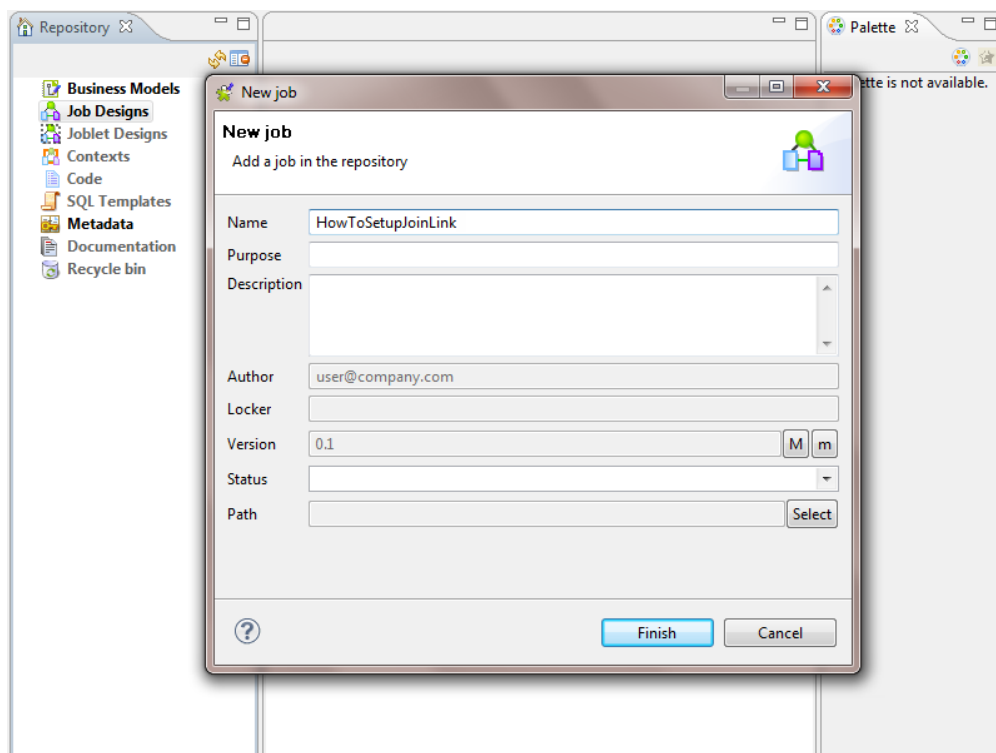 Repository
Palette
Palette is not available.
Business Models
Job Designs
Joblet Designs
Contexts
Code
SQL Templates
Metadata
Documentation
Recycle bin
New job
New job
Add a job in the repository
Name HowToSetupJoinLink
Purpose
Description
Author user@company.com
Locker
Version 0.1 M m
Status
Path Select
? Finish Cancel